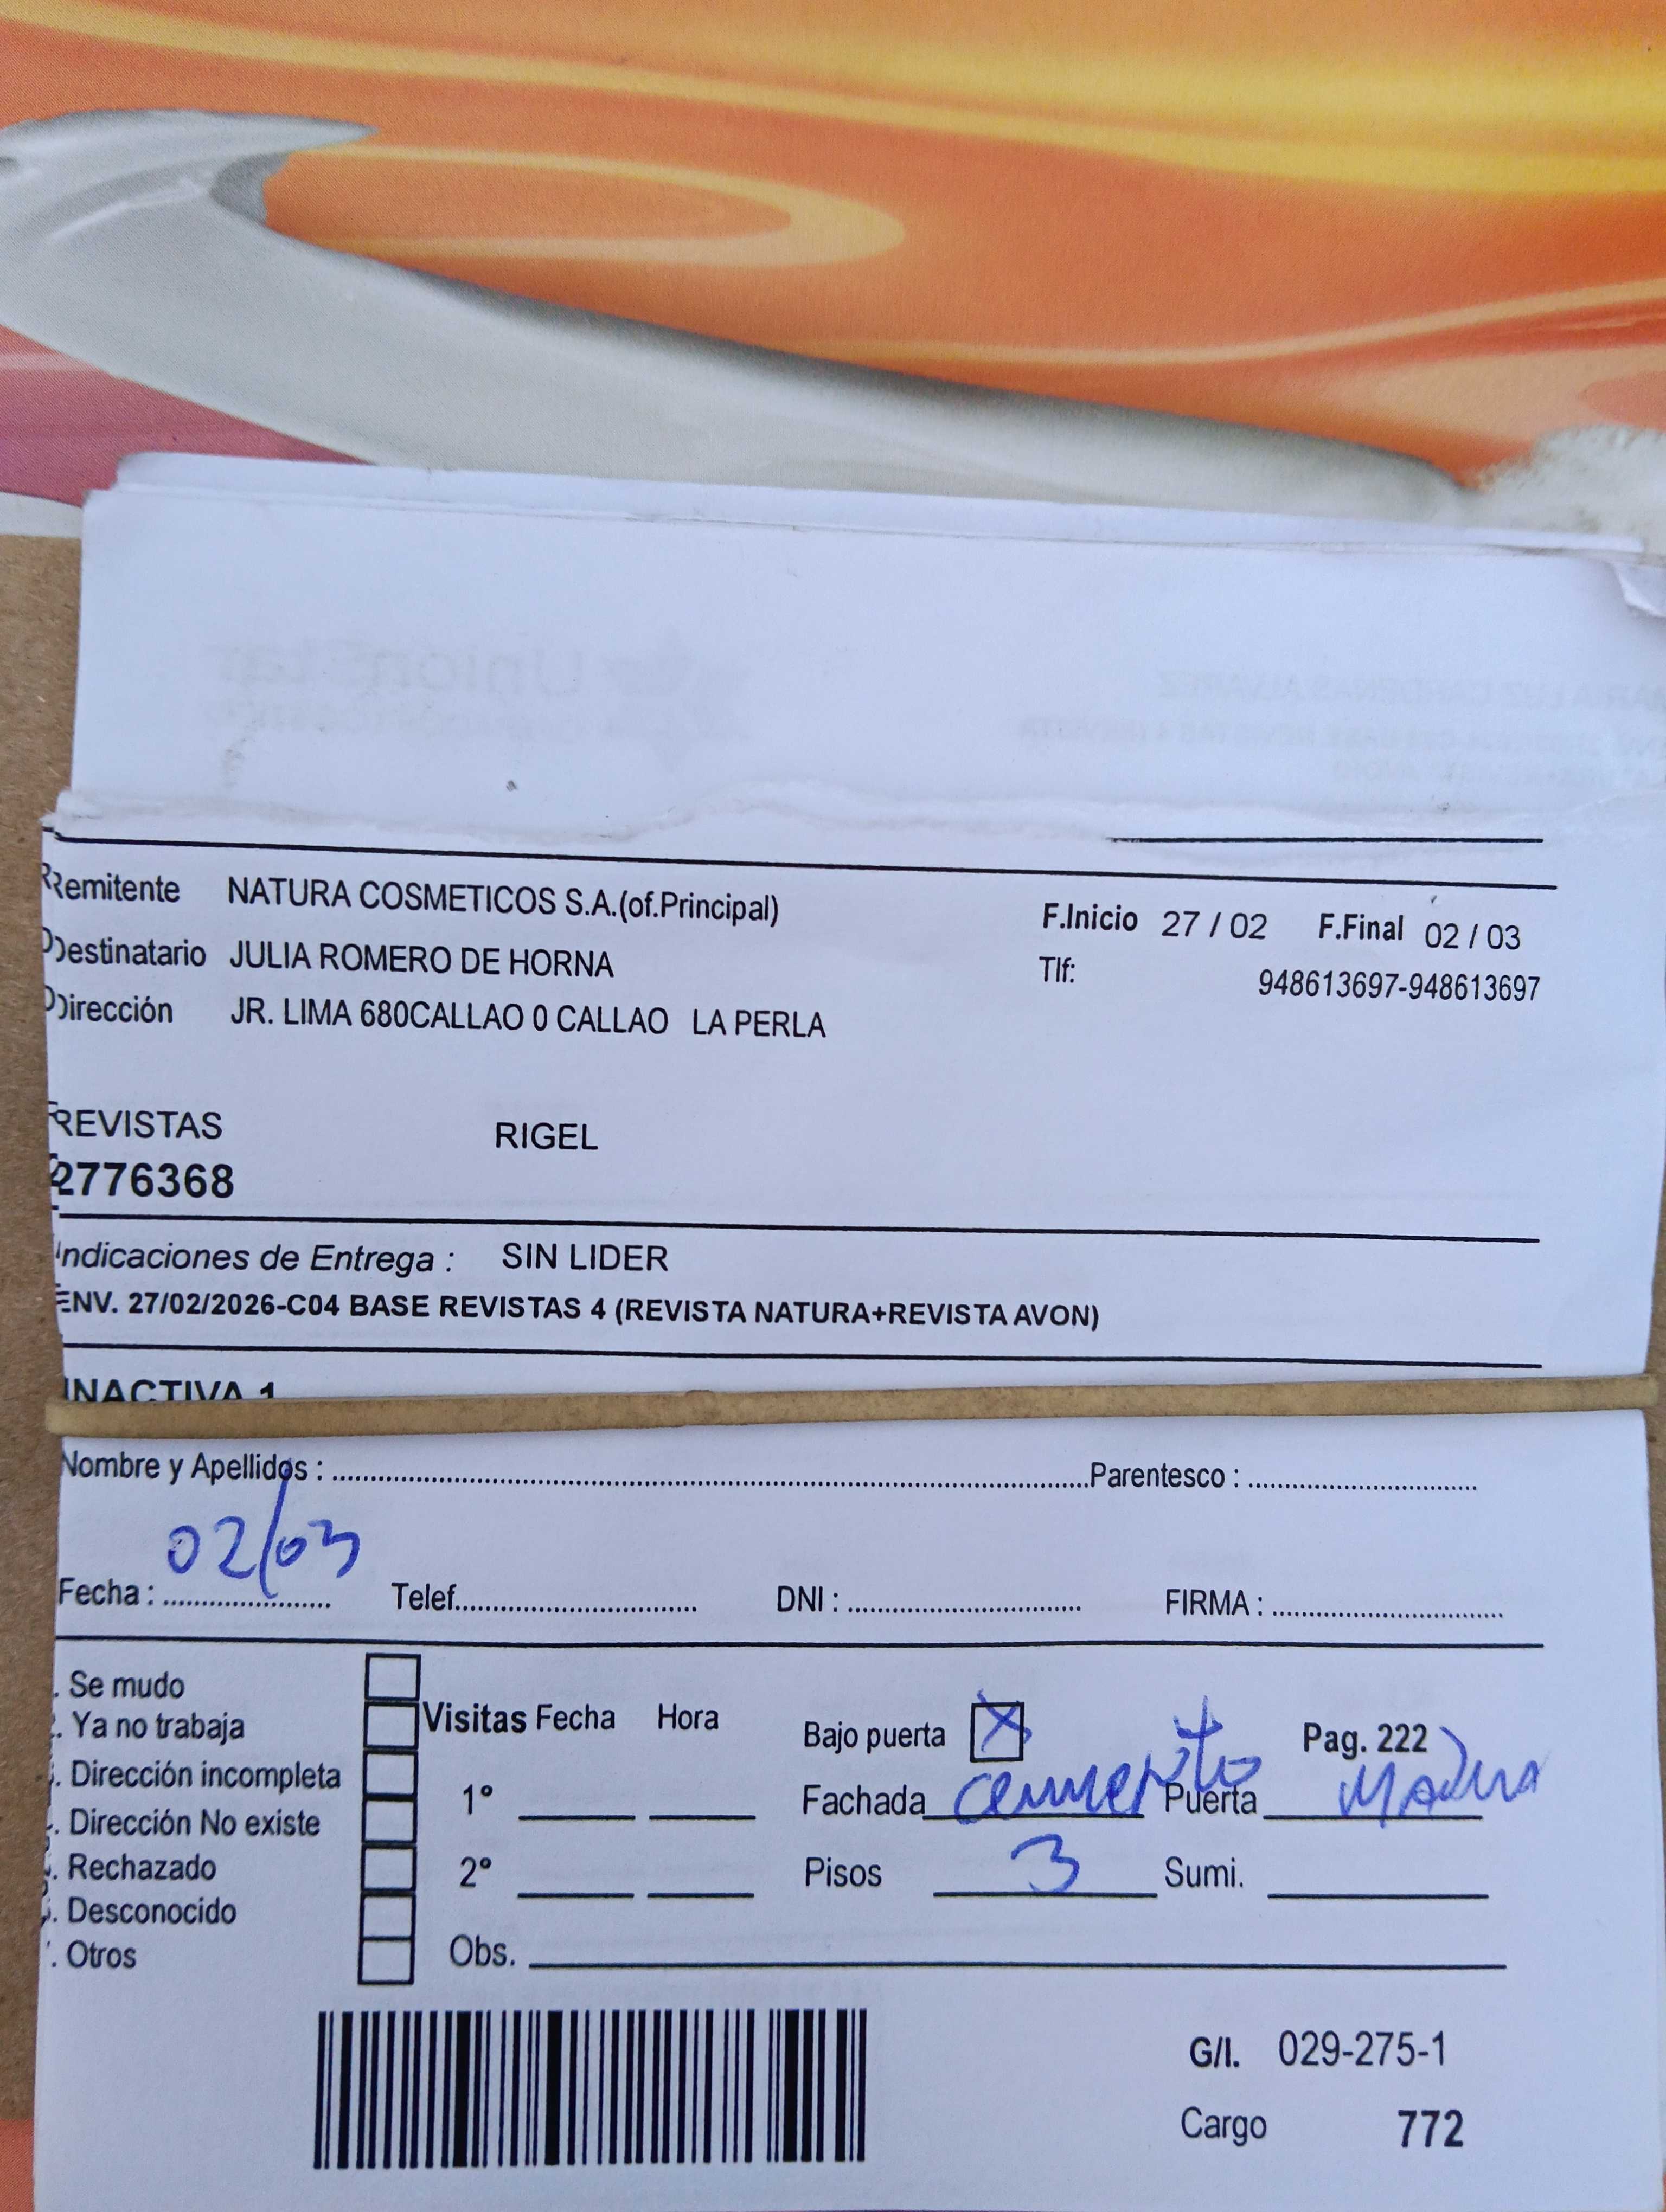 Remitente NATURA COSMETICOS S.A.(of.Principal) F.Inicio 27 / 02 F.Final 02 / 03
Destinatario JULIA ROMERO DE HORNA Tlf: 948613697-948613697
Dirección JR. LIMA 680CALLAO 0 CALLAO LA PERLA
REVISTAS RIGEL
2776368
Indicaciones de Entrega : SIN LIDER
ENV. 27/02/2026-C04 BASE REVISTAS 4 (REVISTA NATURA+REVISTA AVON)
INACTIVA 1
Nombre y Apellidos : Parentesco :
02/03
Fecha : Telef. DNI : FIRMA :
. Se mudo
. Ya no trabaja Visitas Fecha Hora Bajo puerta X Pag. 222
. Dirección incompleta 1° Fachada cemento Puerta Madera
. Dirección No existe
. Rechazado 2° Pisos 3 Sumi.
. Desconocido
. Otros Obs.
G/I. 029-275-1
Cargo 772